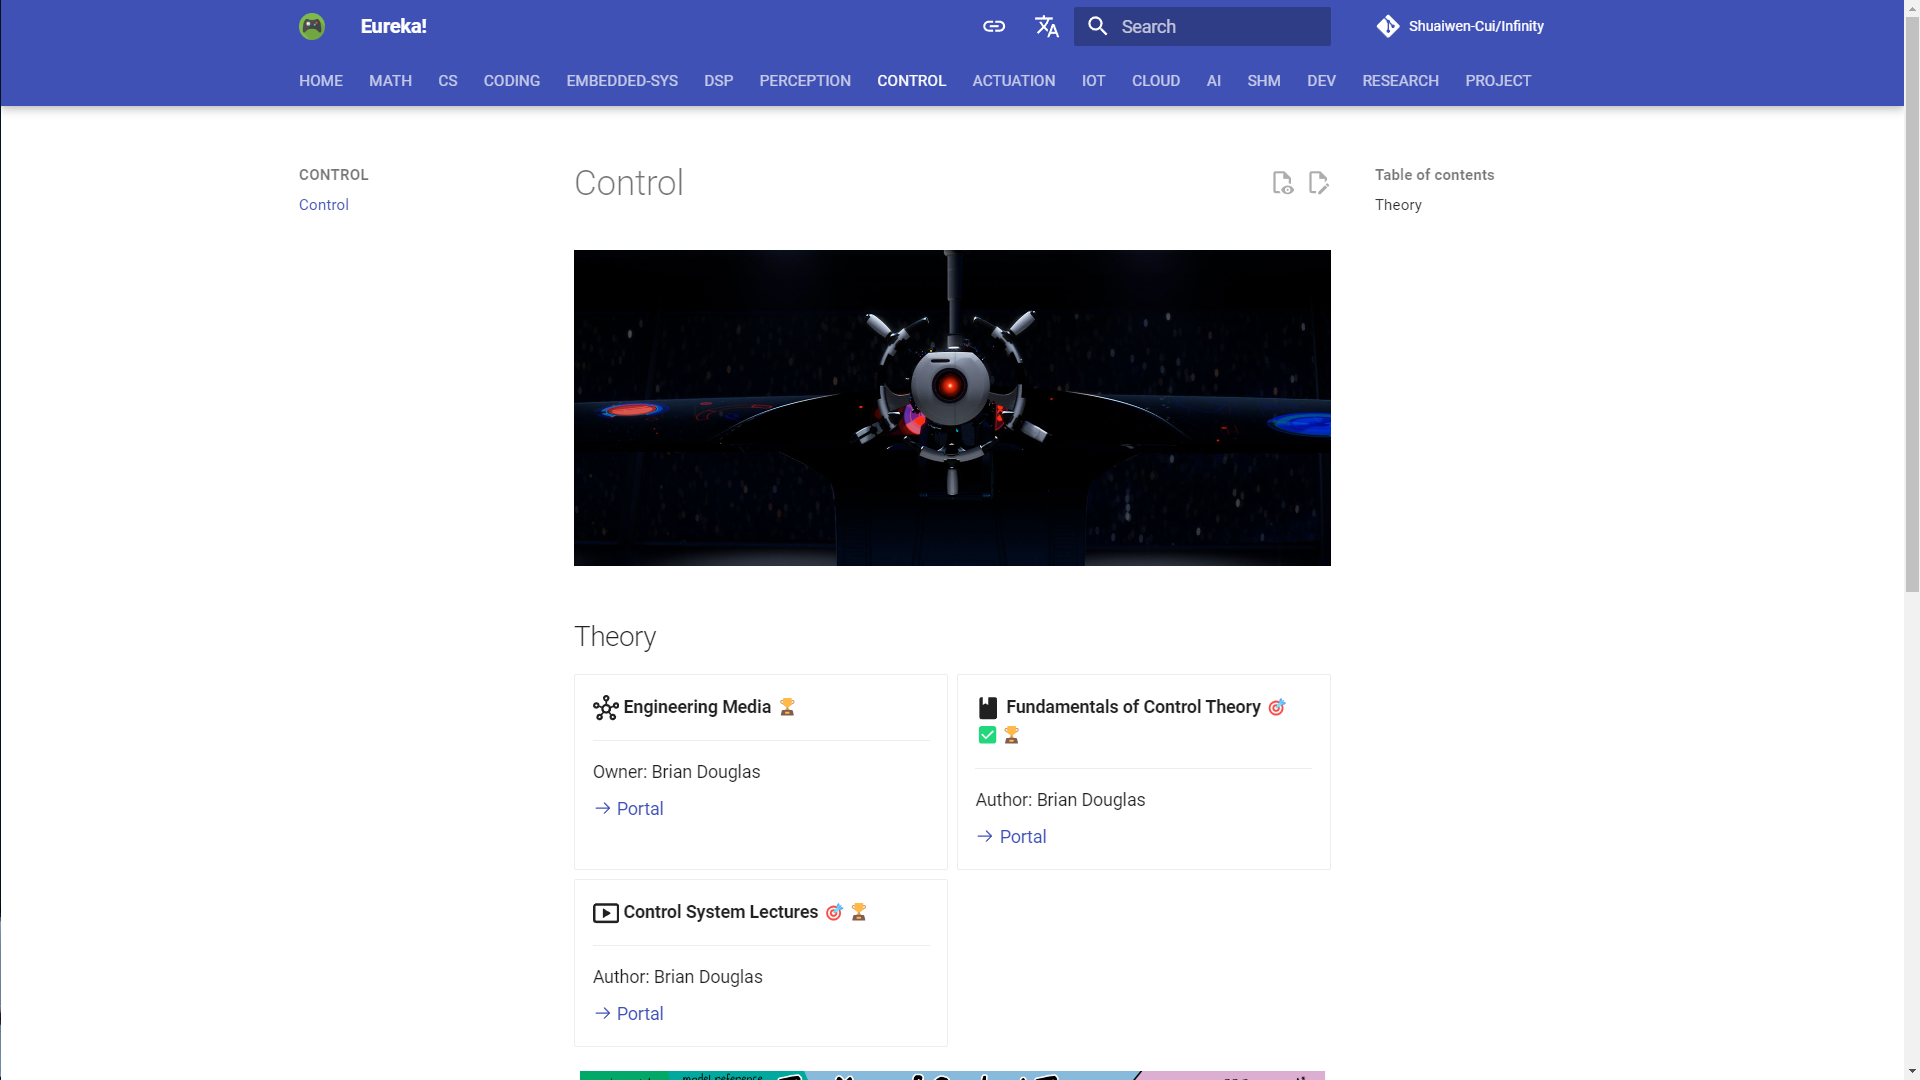 Eureka!
Search
Shuaiwen-Cui/Infinity
HOME MATH CS CODING EMBEDDED-SYS DSP PERCEPTION CONTROL ACTUATION IOT CLOUD AI SHM DEV RESEARCH PROJECT
CONTROL
Control
Control
Table of contents
Theory
Theory
Engineering Media
Owner: Brian Douglas
→ Portal
Fundamentals of Control Theory
Author: Brian Douglas
→ Portal
Control System Lectures
Author: Brian Douglas
→ Portal
model reference